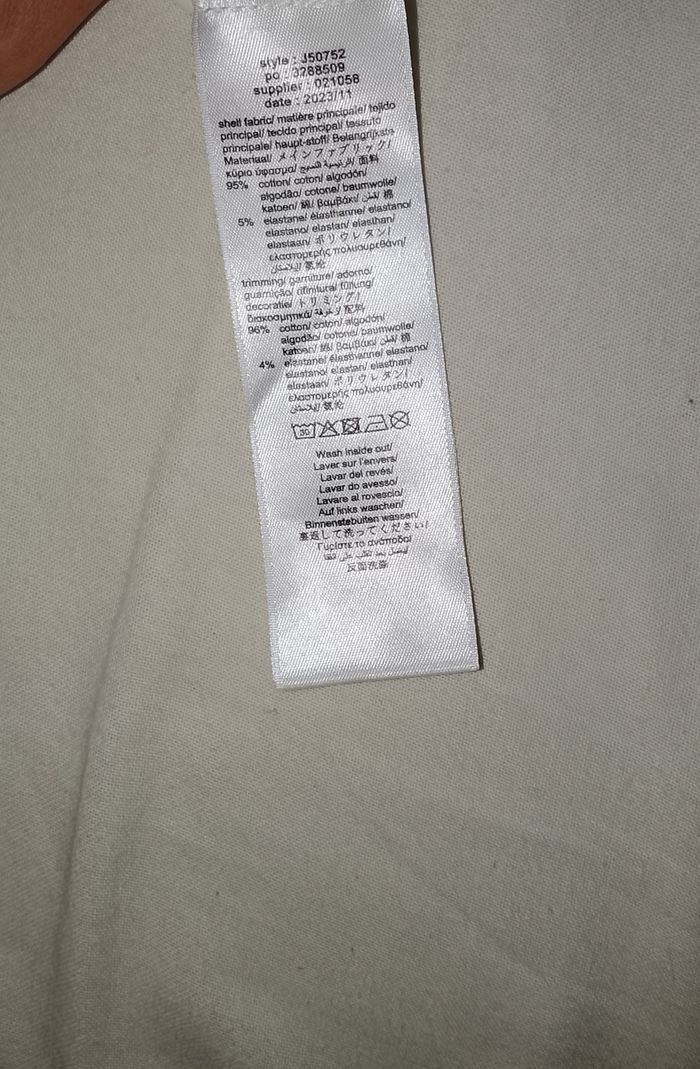 style : J50752
po : 3288509
supplier : 021058
date : 2023/11
shell fabric/ matière principale/ tejido
principal/ tecido principal/ tessuto
principale/ haupt-stoff/ Belangrijkste
Materiaal/ メインファブリック/
κύριο ύφασμα/ 面料
95% cotton/ coton/ algodón/
algodão/ cotone/ baumwolle/
katoen/ 綿/ βαμβάκι/ قطن/ 棉
5% elastane/ élasthanne/ elastano/
elastano/ elastan/ elasthan/
elastaan/ ポリウレタン/
ελαστομερής πολυουρεθάνη/
氨纶
trimming/ garniture/ adorno/
guarnição/ rifinitura/ füllung/
decoratie/ トリミング/
διακοσμητικά/ 配料
96% cotton/ coton/ algodón/
algodão/ cotone/ baumwolle/
katoen/ 綿/ βαμβάκι/ قطن/ 棉
4% elastane/ élasthanne/ elastano/
elastano/ elastan/ elasthan/
elastaan/ ポリウレタン/
ελαστομερής πολυουρεθάνη/
氨纶
30
Wash inside out/
Laver sur l'envers/
Lavar del revés/
Lavar do avesso/
Lavare al rovescio/
Auf links waschen/
Binnenstebuiten wassen/
裏返して洗ってください/
Γυρίστε το ανάποδα/
反面洗滌